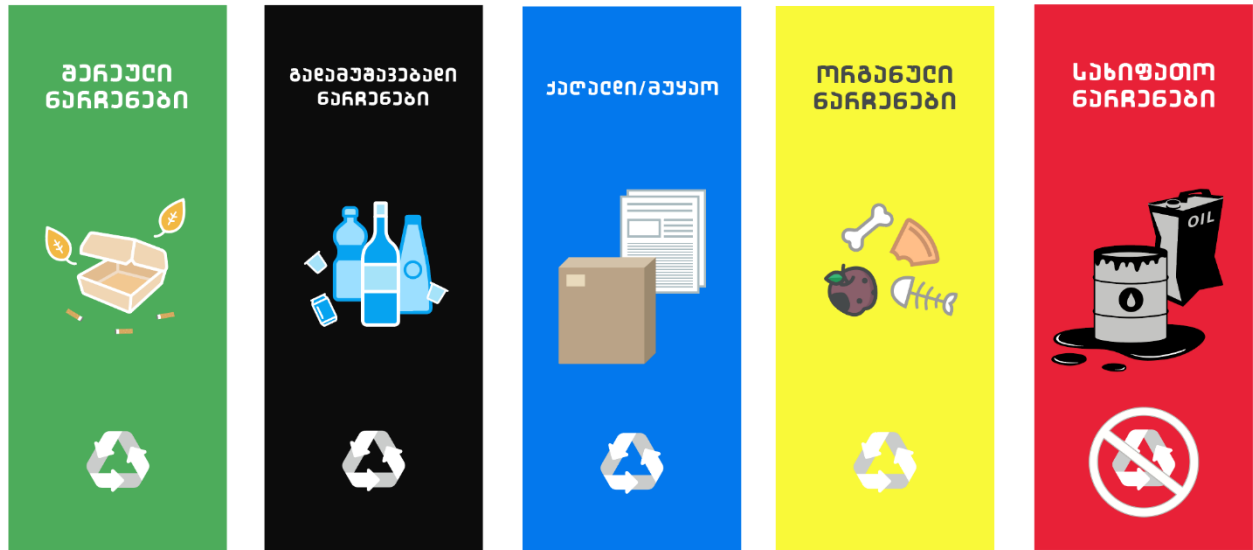 შერეული
ნარჩენები
გადამუშავებადი
ნარჩენები
ქაღალდი/მუყაო
ორგანული
ნარჩენები
სახიფათო
ნარჩენები
OIL